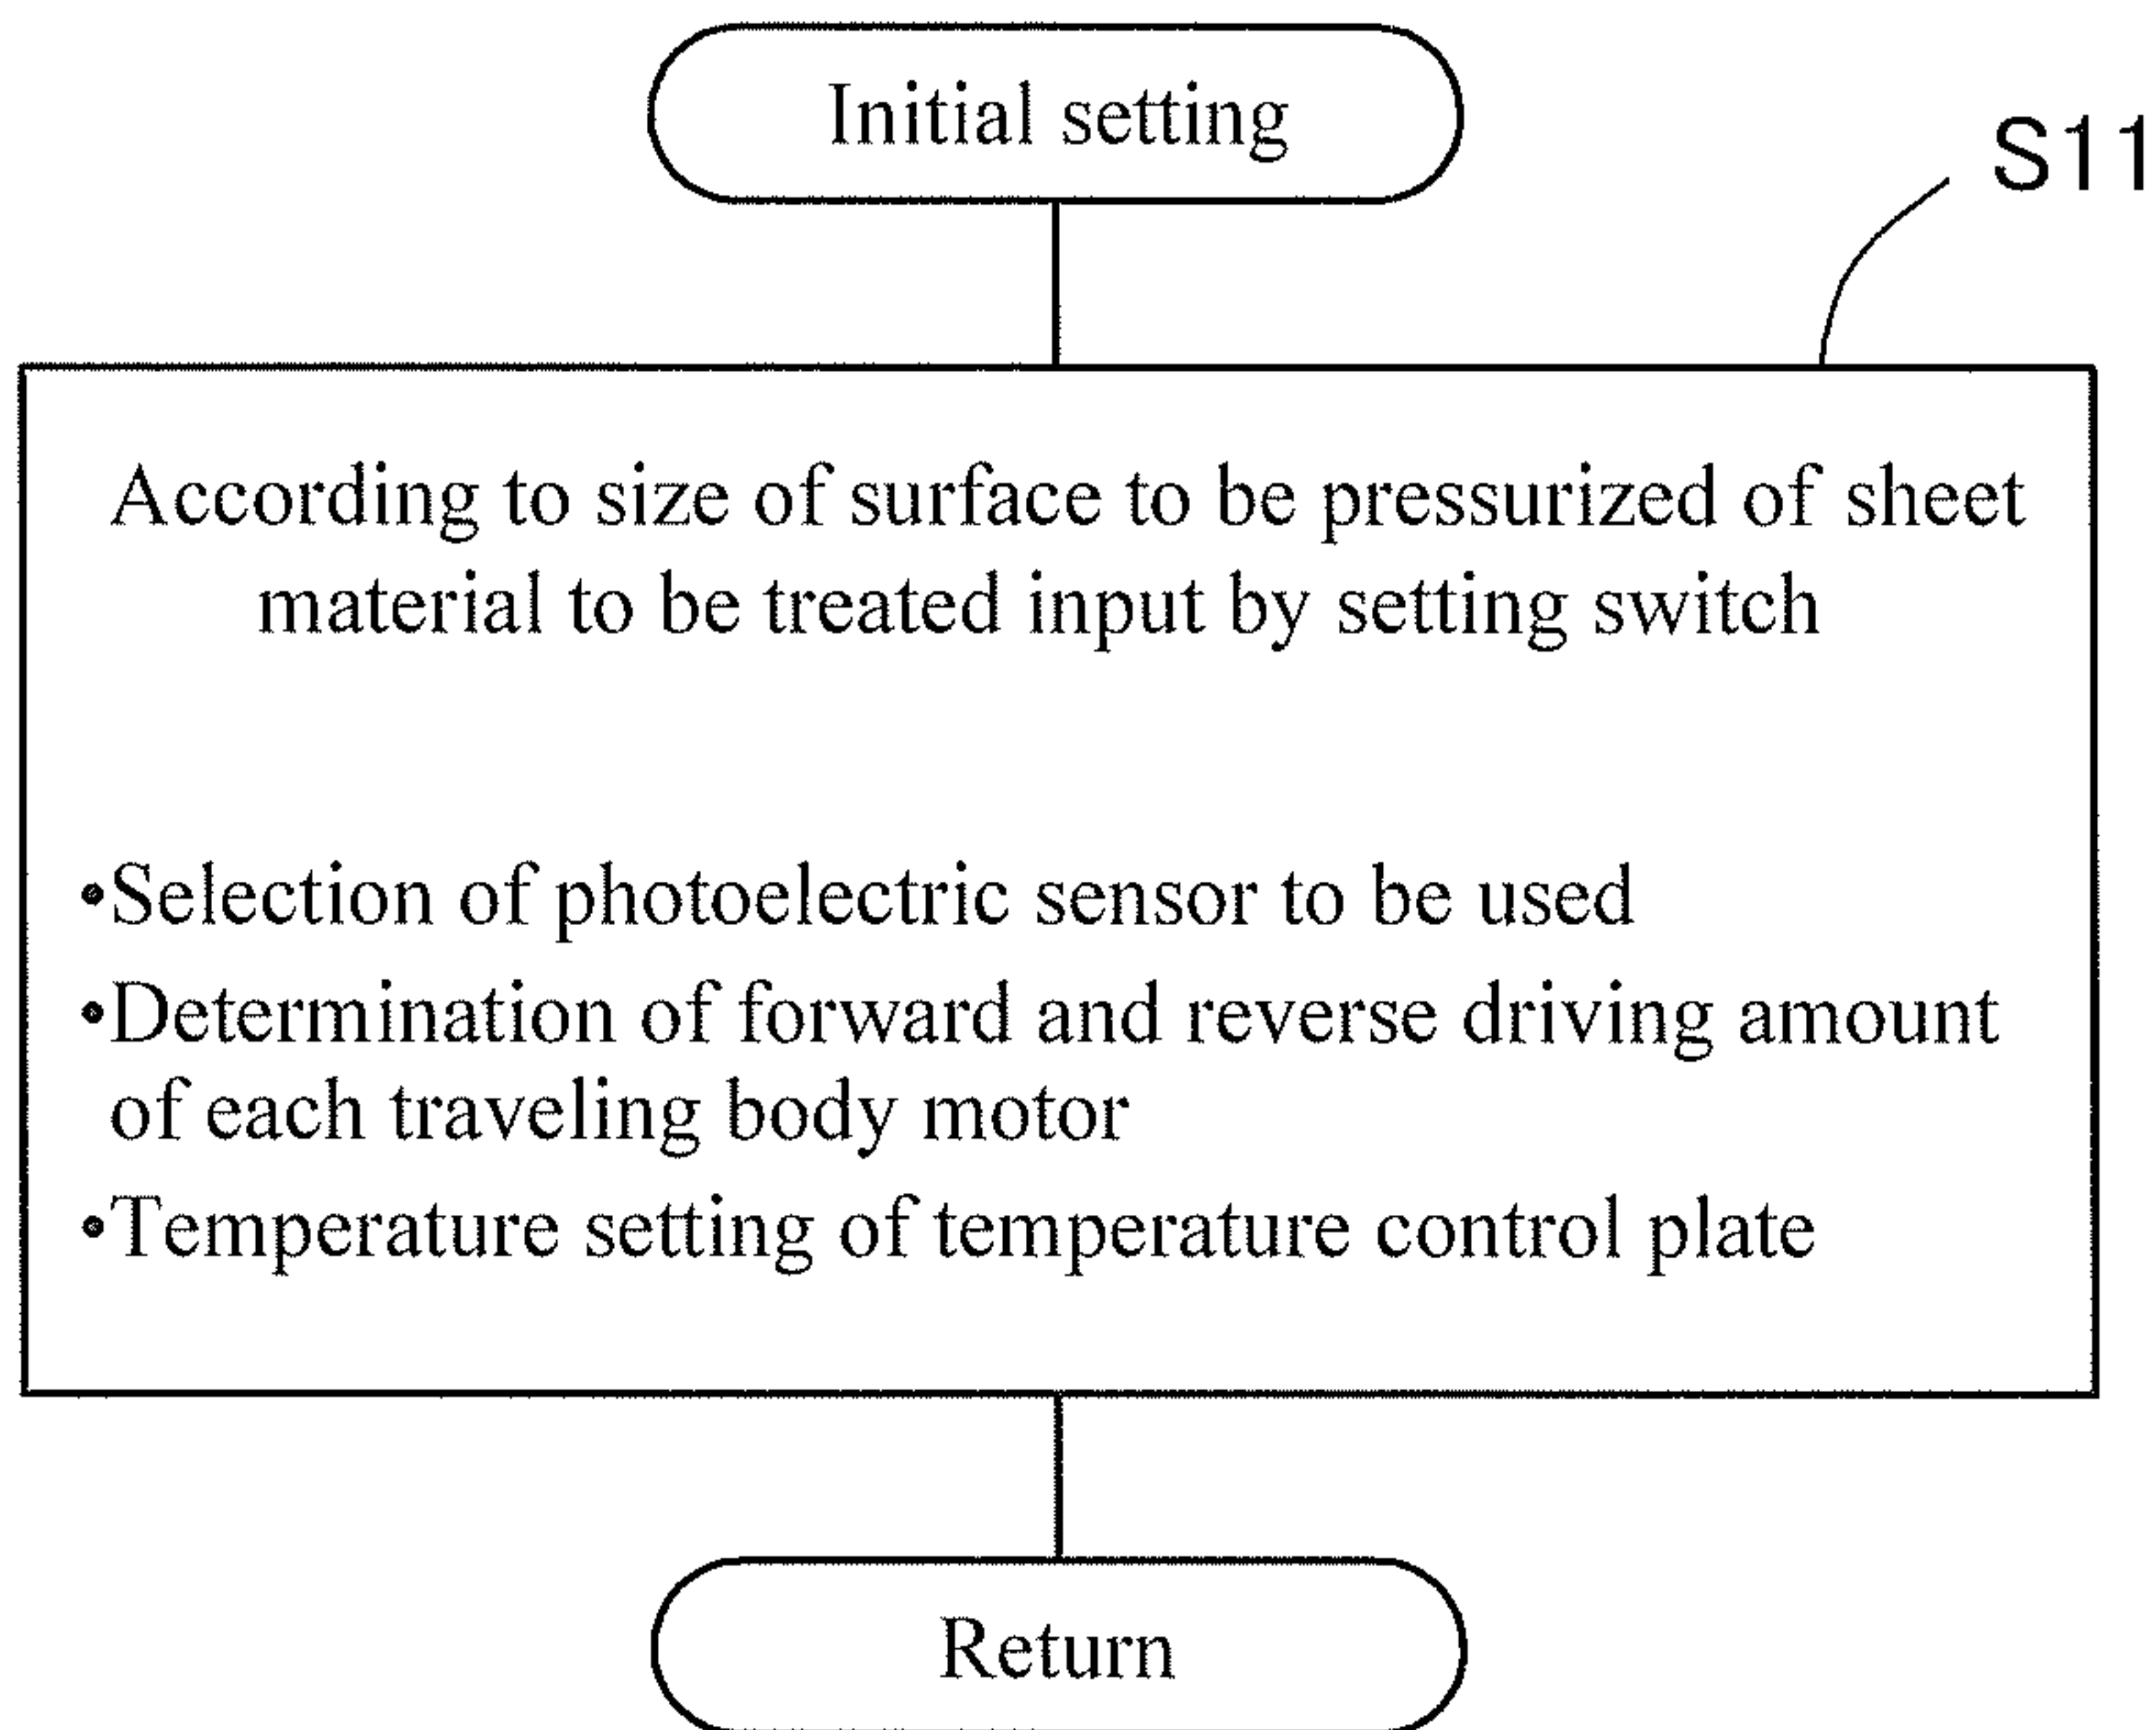 Initial setting
S11
According to size of surface to be pressurized of sheet
material to be treated input by setting switch
•Selection of photoelectric sensor to be used
•Determination of forward and reverse driving amount
of each traveling body motor
•Temperature setting of temperature control plate
Return